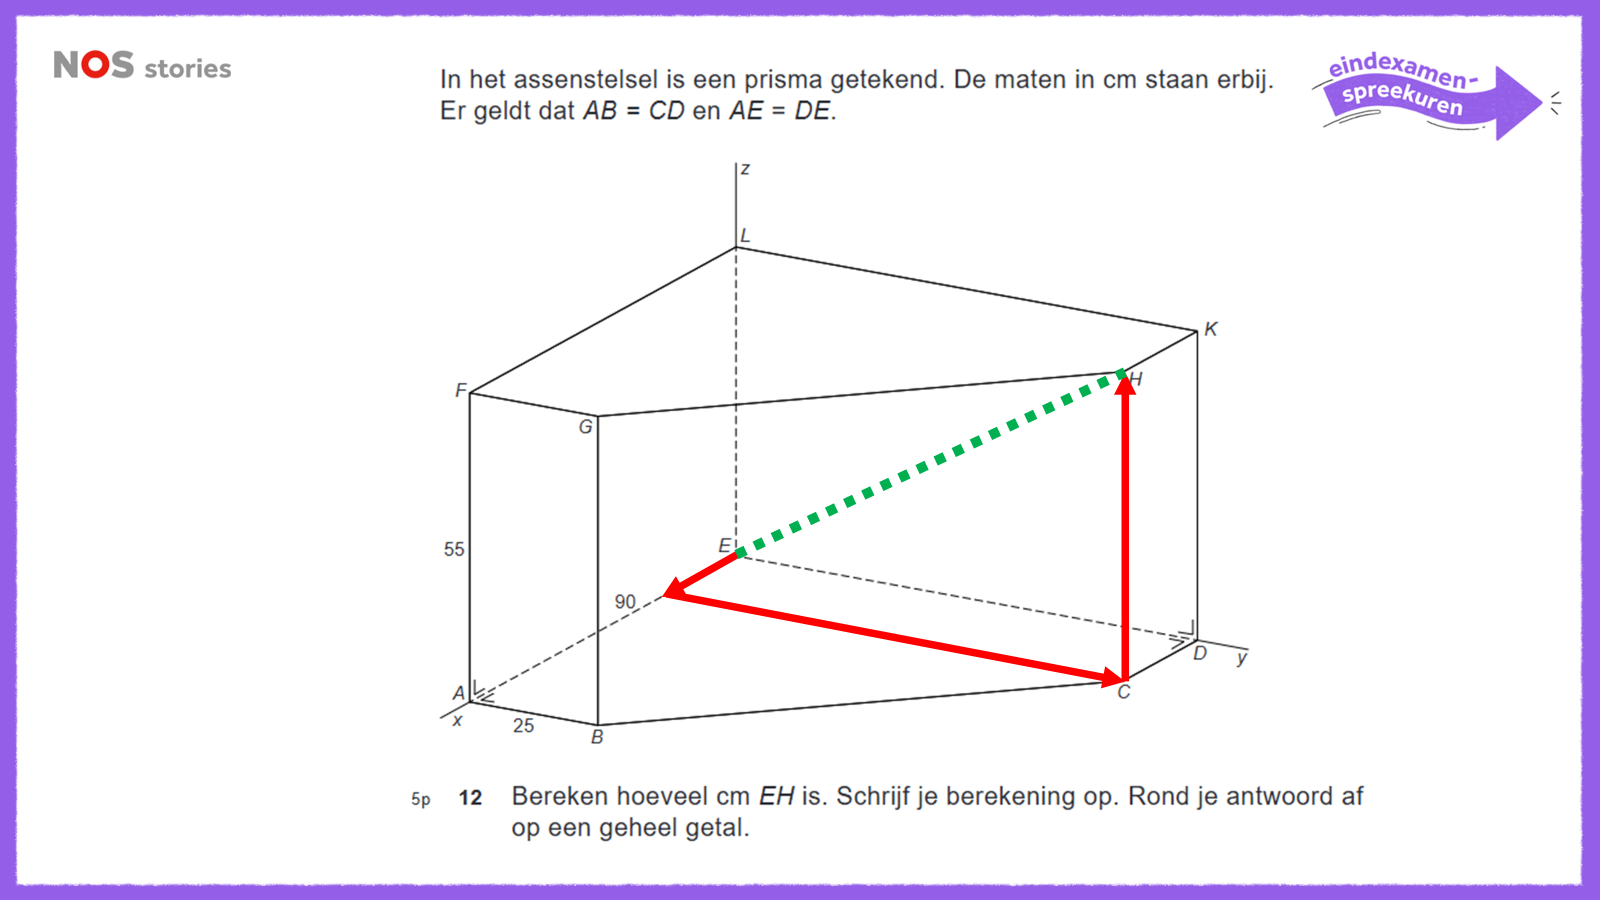 NOS stories
eindexamen-
spreekuren
In het assenstelsel is een prisma getekend. De maten in cm staan erbij.
Er geldt dat AB = CD en AE = DE.
z
L
K
F
H
G
E
55
90
A
x
25
B
C
D
y
5p 12 Bereken hoeveel cm EH is. Schrijf je berekening op. Rond je antwoord af
op een geheel getal.